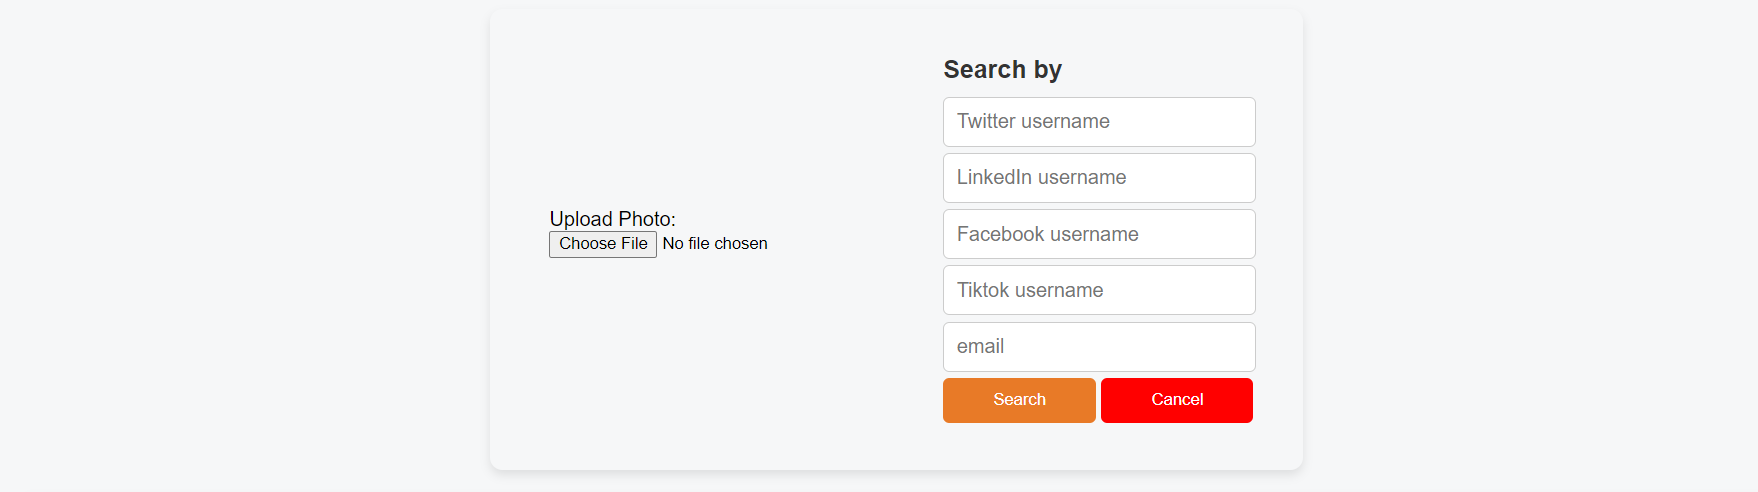 Upload Photo:
Choose File No file chosen
Search by
Twitter username
LinkedIn username
Facebook username
Tiktok username
email
Search Cancel